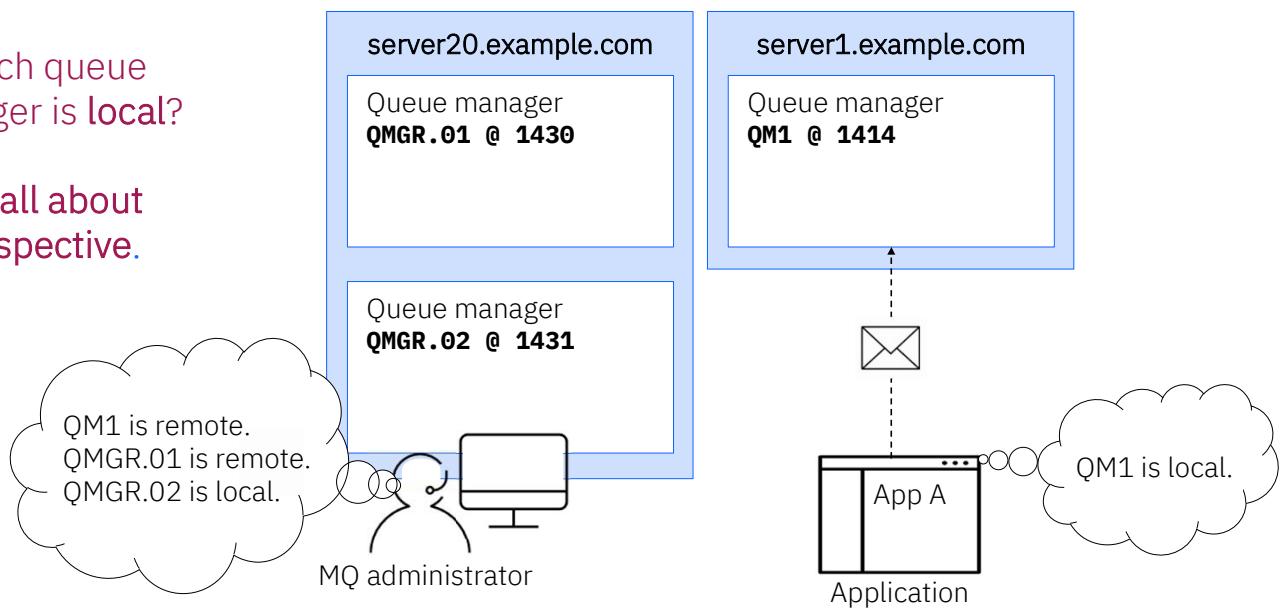 ch queue
ger is local?
all about
spective.
server20.example.com
Queue manager
QMGR.01 @ 1430
Queue manager
QMGR.02 @ 1431
server1.example.com
Queue manager
QM1 @ 1414
QM1 is remote.
QMGR.01 is remote.
QMGR.02 is local.
MQ administrator
App A
Application
QM1 is local.